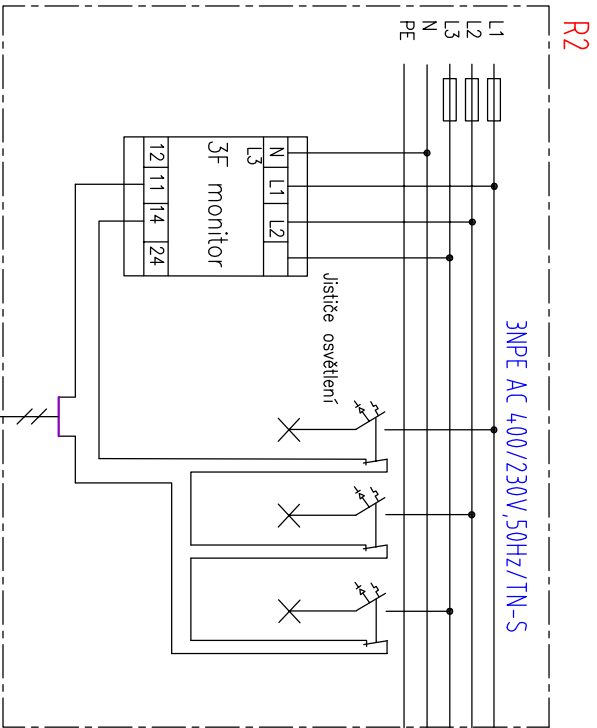 R2
L1
L2
L3
N
PE
3NPE AC 400/230V,50Hz/TN-S
N
L1
L2
L3
3F monitor
12
11
14
24
Jističe osvětlení